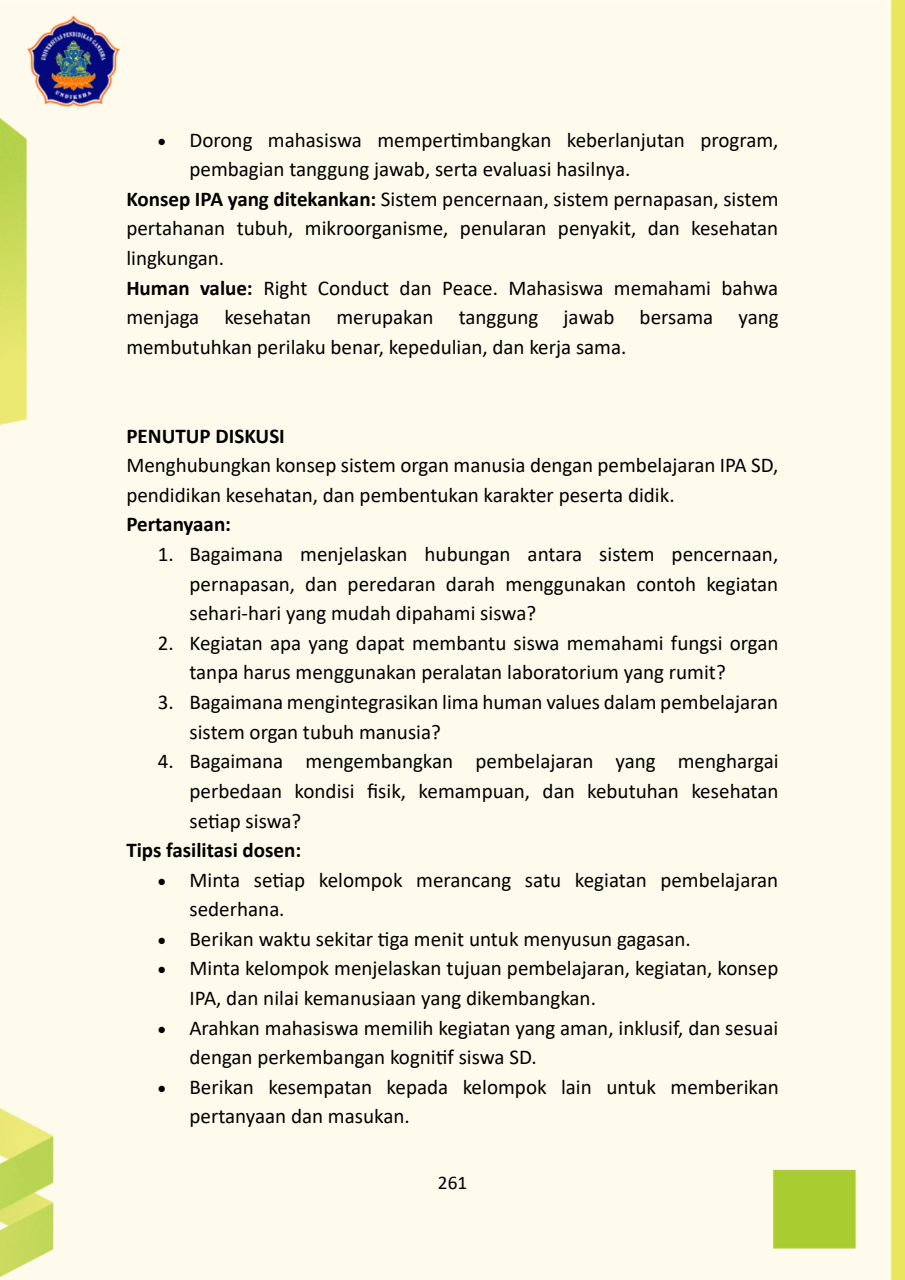 UNIVERSITAS PENDIDIKAN GANESHA
UNDIKSHA
• Dorong mahasiswa mempertimbangkan keberlanjutan program,
pembagian tanggung jawab, serta evaluasi hasilnya.
Konsep IPA yang ditekankan: Sistem pencernaan, sistem pernapasan, sistem
pertahanan tubuh, mikroorganisme, penularan penyakit, dan kesehatan
lingkungan.
Human value: Right Conduct dan Peace. Mahasiswa memahami bahwa
menjaga kesehatan merupakan tanggung jawab bersama yang
membutuhkan perilaku benar, kepedulian, dan kerja sama.
PENUTUP DISKUSI
Menghubungkan konsep sistem organ manusia dengan pembelajaran IPA SD,
pendidikan kesehatan, dan pembentukan karakter peserta didik.
Pertanyaan:
1. Bagaimana menjelaskan hubungan antara sistem pencernaan,
pernapasan, dan peredaran darah menggunakan contoh kegiatan
sehari-hari yang mudah dipahami siswa?
2. Kegiatan apa yang dapat membantu siswa memahami fungsi organ
tanpa harus menggunakan peralatan laboratorium yang rumit?
3. Bagaimana mengintegrasikan lima human values dalam pembelajaran
sistem organ tubuh manusia?
4. Bagaimana mengembangkan pembelajaran yang menghargai
perbedaan kondisi fisik, kemampuan, dan kebutuhan kesehatan
setiap siswa?
Tips fasilitasi dosen:
• Minta setiap kelompok merancang satu kegiatan pembelajaran
sederhana.
• Berikan waktu sekitar tiga menit untuk menyusun gagasan.
• Minta kelompok menjelaskan tujuan pembelajaran, kegiatan, konsep
IPA, dan nilai kemanusiaan yang dikembangkan.
• Arahkan mahasiswa memilih kegiatan yang aman, inklusif, dan sesuai
dengan perkembangan kognitif siswa SD.
• Berikan kesempatan kepada kelompok lain untuk memberikan
pertanyaan dan masukan.
261